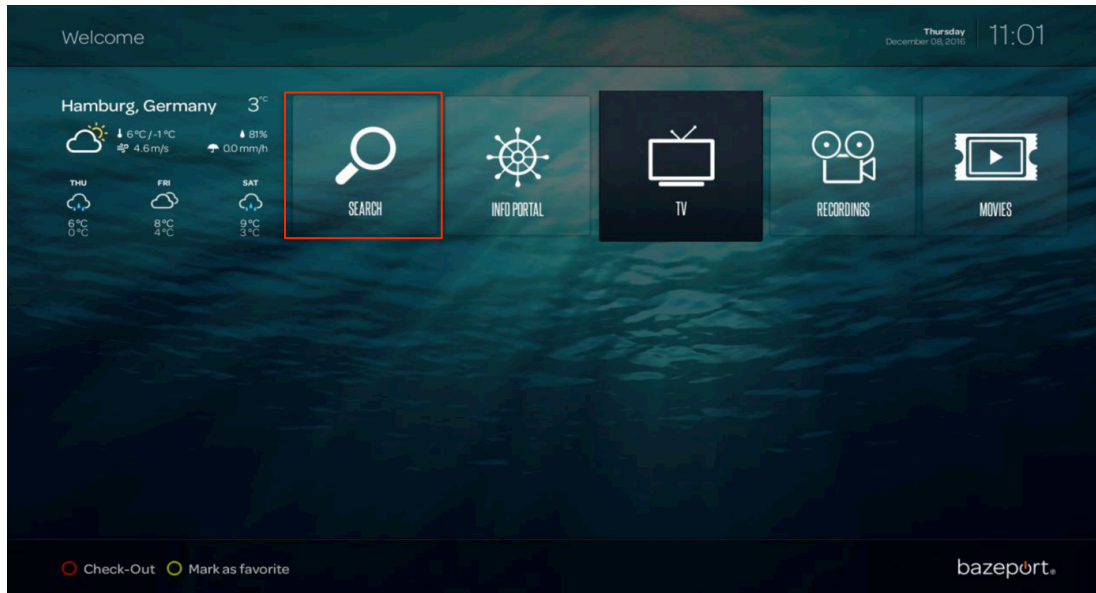 Welcome
Thursday
December 08, 2016
11:01
Hamburg, Germany 3°C
6°C/-1°C 81%
4.6m/s 0.0 mm/h
THU FRI SAT
6°C 8°C 9°C
0°C 4°C 3°C
SEARCH
INFO PORTAL
TV
RECORDINGS
MOVIES
Check-Out Mark as favorite
bazeport®